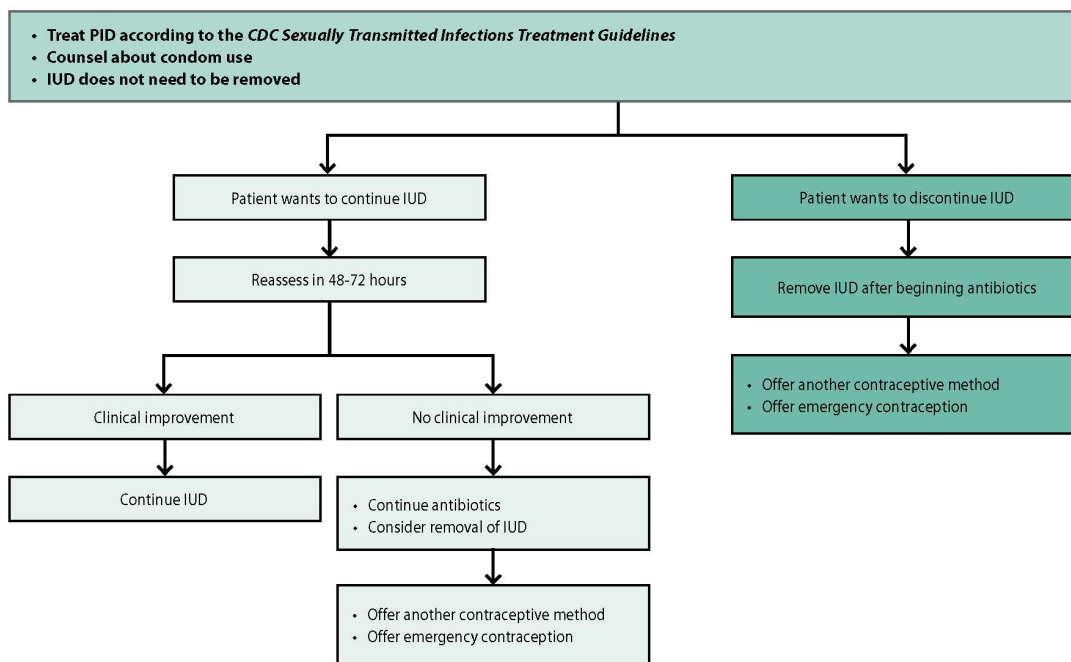 • Treat PID according to the CDC Sexually Transmitted Infections Treatment Guidelines
• Counsel about condom use
• IUD does not need to be removed
Patient wants to continue IUD
Patient wants to discontinue IUD
Reassess in 48-72 hours
Remove IUD after beginning antibiotics
• Offer another contraceptive method
• Offer emergency contraception
Clinical improvement
No clinical improvement
Continue IUD
• Continue antibiotics
• Consider removal of IUD
• Offer another contraceptive method
• Offer emergency contraception